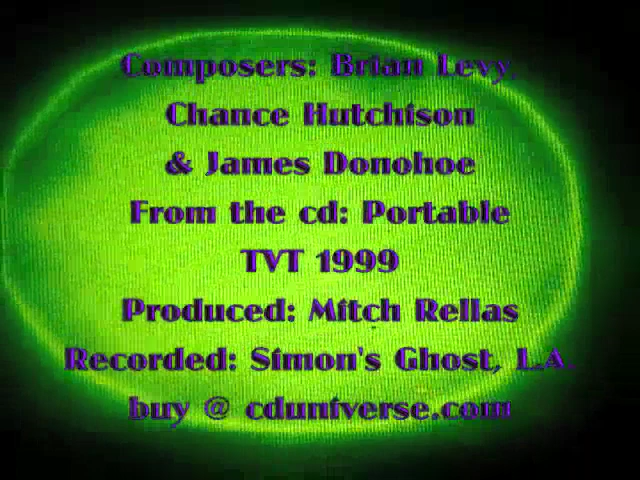 Composers: Brian Levy,
Chance Hutchison
& James Donohoe
From the cd: Portable
TVT 1999
Produced: Mitch Rellas
Recorded: Simon's Ghost, L.A.
buy @ cduniverse.com